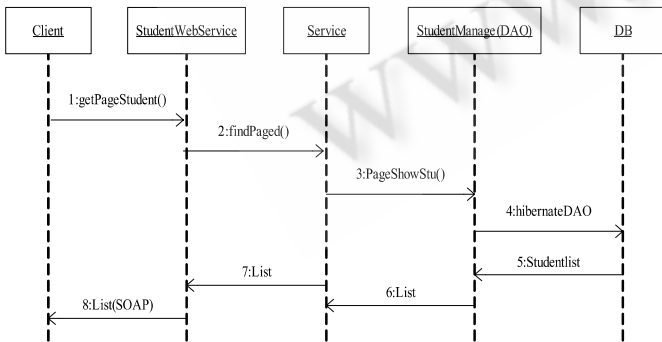 Client
StudentWebService
Service
StudentManage(DAO)
DB
1:getPageStudent()
2:findPaged()
3:PageShowStu()
4:hibernateDAO
5:Studentlist
7:List
6:List
8:List(SOAP)